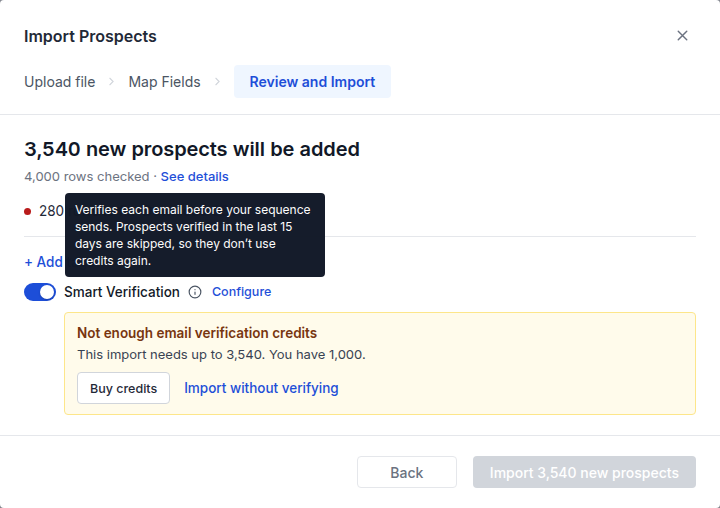 Import Prospects
Upload file
Map Fields
Review and Import
3,540 new prospects will be added
4,000 rows checked · See details
280
Verifies each email before your sequence
sends. Prospects verified in the last 15
days are skipped, so they don’t use
credits again.
+ Add
Smart Verification Configure
Not enough email verification credits
This import needs up to 3,540. You have 1,000.
Buy credits Import without verifying
Back Import 3,540 new prospects